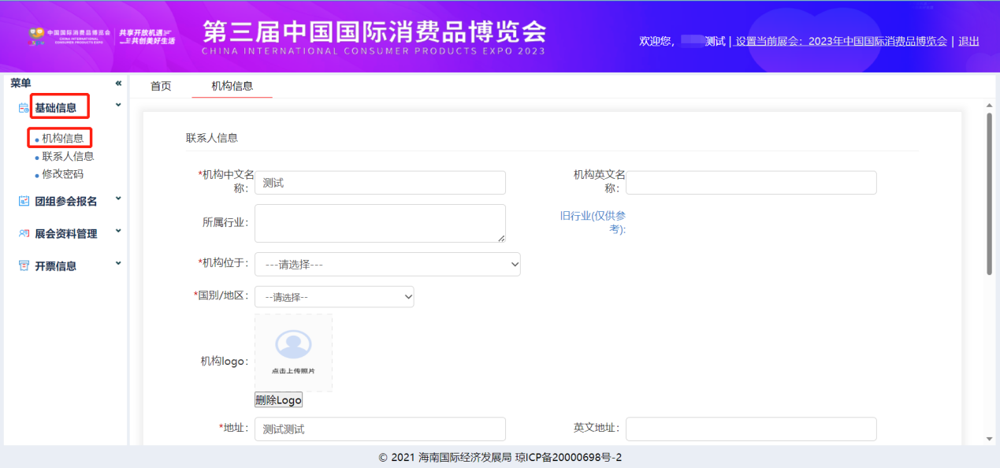 中国国际消费品博览会
CHINA INTERNATIONAL
CONSUMER PRODUCTS EXPO
共享开放机遇
共创美好生活
第三届中国国际消费品博览会
CHINA INTERNATIONAL CONSUMER PRODUCTS EXPO 2023
欢迎您， 测试 | 设置当前展会：2023年中国国际消费品博览会 | 退出
菜单 «
首页 机构信息
基础信息
机构信息
联系人信息
修改密码
团组参会报名
展会资料管理
开票信息
联系人信息
*机构中文名
称：
测试
机构英文名
称：
所属行业：
旧行业(仅供参
考):
*机构位于：
---请选择---
*国别/地区：
--请选择--
机构logo：
点击上传照片
删除Logo
*地址：
测试测试
英文地址：
© 2021 海南国际经济发展局 琼ICP备20000698号-2